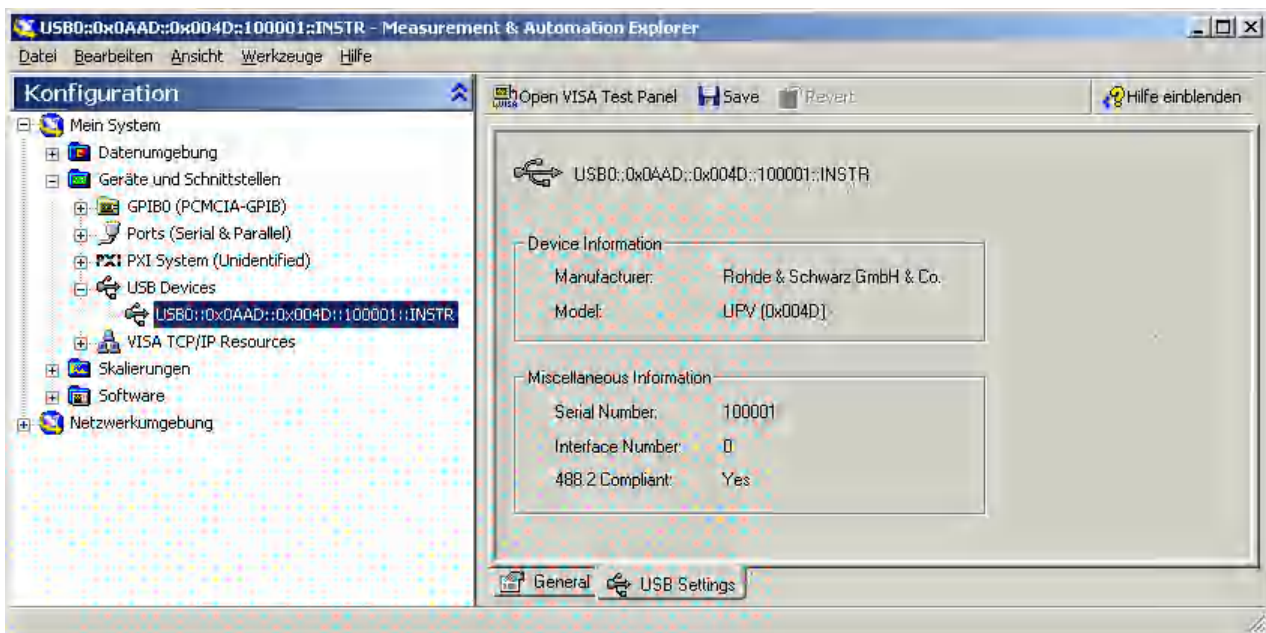 USB0::0x0AAD::0x004D::100001::INSTR - Measurement & Automation Explorer
Datei Bearbeiten Ansicht Werkzeuge Hilfe
Konfiguration
Mein System
Datenumgebung
Geräte und Schnittstellen
GPIB0 (PCMCIA-GPIB)
Ports (Serial & Parallel)
PXI PXI System (Unidentified)
USB Devices
USB0::0x0AAD::0x004D::100001::INSTR
VISA TCP/IP Resources
Skalierungen
Software
Netzwerkumgebung
Open VISA Test Panel Save Revert Hilfe einblenden
USB0::0x0AAD::0x004D::100001::INSTR
Device Information
Manufacturer: Rohde & Schwarz GmbH & Co.
Model: UPV (0x004D)
Miscellaneous Information
Serial Number: 100001
Interface Number: 0
488.2 Compliant: Yes
General USB Settings